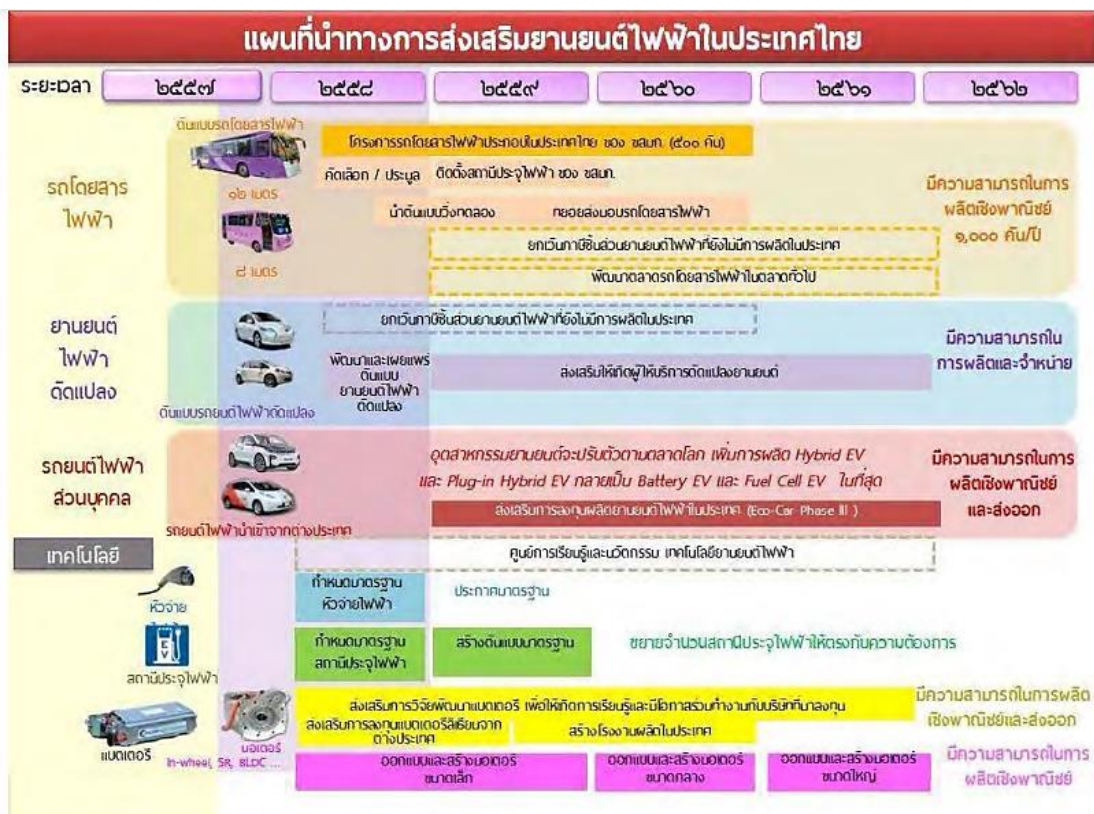 แผนที่นำทางการส่งเสริมยานยนต์ไฟฟ้าในประเทศไทย
ระยะเวลา ๒๕๕๗ ๒๕๕๘ ๒๕๕๙ ๒๕๖๐ ๒๕๖๑ ๒๕๖๒
รถโดยสาร
ไฟฟ้า
ต้นแบบรถโดยสารไฟฟ้า
๑๒ เมตร
๘ เมตร
โครงการรถโดยสารไฟฟ้าประกอบในประเทศไทย ของ ขสมก. (๕๐๐ คัน)
คัดเลือก / ประมูล
ติดตั้งสถานีประจุไฟฟ้า ของ ขสมก.
นำต้นแบบวิ่งทดลอง
ทยอยส่งมอบรถโดยสารไฟฟ้า
ยกเว้นภาษีชิ้นส่วนยานยนต์ไฟฟ้าที่ยังไม่มีการผลิตในประเทศ
พัฒนาตลาดรถโดยสารไฟฟ้าในตลาดทั่วไป
มีความสามารถในการ
ผลิตเชิงพาณิชย์
๑,๐๐๐ คัน/ปี
ยานยนต์
ไฟฟ้า
ดัดแปลง
ต้นแบบรถยนต์ไฟฟ้าดัดแปลง
ยกเว้นภาษีชิ้นส่วนยานยนต์ไฟฟ้าที่ยังไม่มีการผลิตในประเทศ
พัฒนาและเผยแพร่
ต้นแบบ
ยานยนต์ไฟฟ้า
ดัดแปลง
ส่งเสริมให้เกิดผู้ให้บริการดัดแปลงยานยนต์
มีความสามารถใน
การผลิตและจำหน่าย
รถยนต์ไฟฟ้า
ส่วนบุคคล
รถยนต์ไฟฟ้านำเข้าจากต่างประเทศ
อุตสาหกรรมยานยนต์จะปรับตัวตามตลาดโลก เพิ่มการผลิต Hybrid EV
และ Plug-in Hybrid EV กลายเป็น Battery EV และ Fuel Cell EV ในที่สุด
ส่งเสริมการลงทุนผลิตยานยนต์ไฟฟ้าในประเทศ (Eco-Car Phase III )
มีความสามารถในการ
ผลิตเชิงพาณิชย์
และส่งออก
เทคโนโลยี
ศูนย์การเรียนรู้และนวัตกรรม เทคโนโลยียานยนต์ไฟฟ้า
หัวจ่าย
กำหนดมาตรฐาน
หัวจ่ายไฟฟ้า
ประกาศมาตรฐาน
EV
สถานีประจุไฟฟ้า
กำหนดมาตรฐาน
สถานีประจุไฟฟ้า
สร้างต้นแบบมาตรฐาน
ขยายจำนวนสถานีประจุไฟฟ้าให้ตรงกับความต้องการ
แบตเตอรี่
ส่งเสริมการวิจัยพัฒนาแบตเตอรี่ เพื่อให้เกิดการเรียนรู้และมีโอกาสร่วมทำงานกับบริษัทที่มาลงทุน
ส่งเสริมการลงทุนแบตเตอรี่ลิเธียมจาก
ต่างประเทศ
สร้างโรงงานผลิตในประเทศ
มีความสามารถในการผลิต
เชิงพาณิชย์และส่งออก
มอเตอร์
In-wheel, SR, BLDC ...
ออกแบบและสร้างมอเตอร์
ขนาดเล็ก
ออกแบบและสร้างมอเตอร์
ขนาดกลาง
ออกแบบและสร้างมอเตอร์
ขนาดใหญ่
มีความสามารถในการ
ผลิตเชิงพาณิชย์